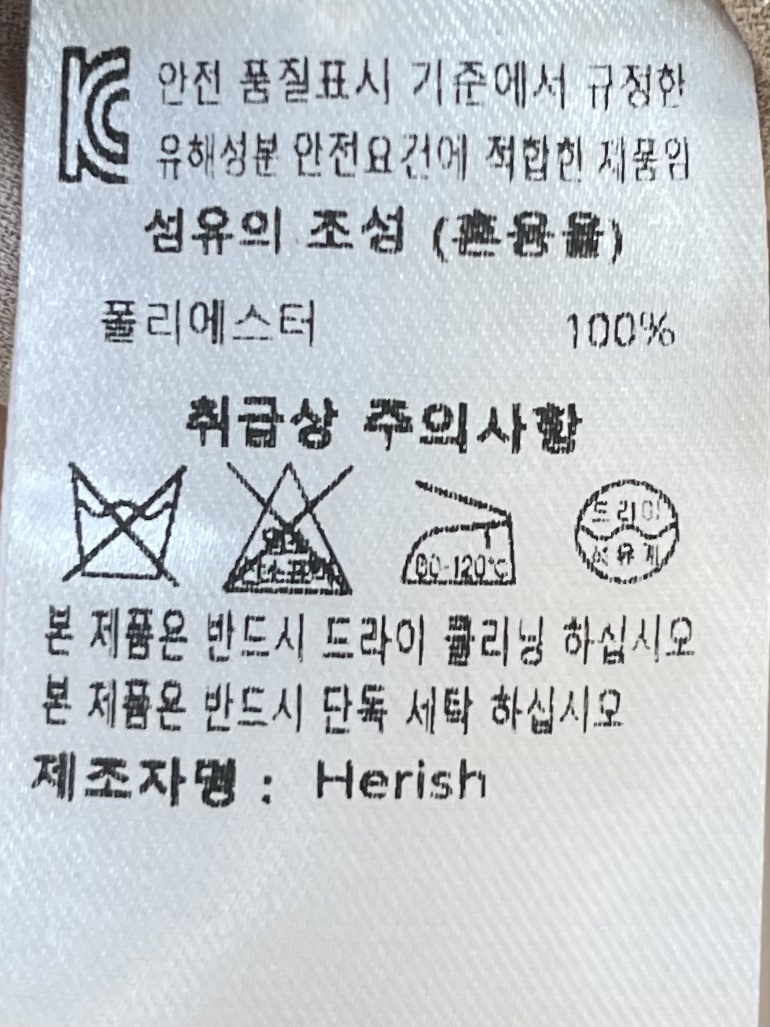 안전 품질표시 기준에서 규정한
유해성분 안전요건에 적합한 제품임
섬유의 조성 (혼용율)
폴리에스터 100%
취급상 주의사항
염소표백
80-120℃
드라이
석유계
본 제품은 반드시 드라이 클리닝 하십시오
본 제품은 반드시 단독 세탁 하십시오
제조자명 : Herish